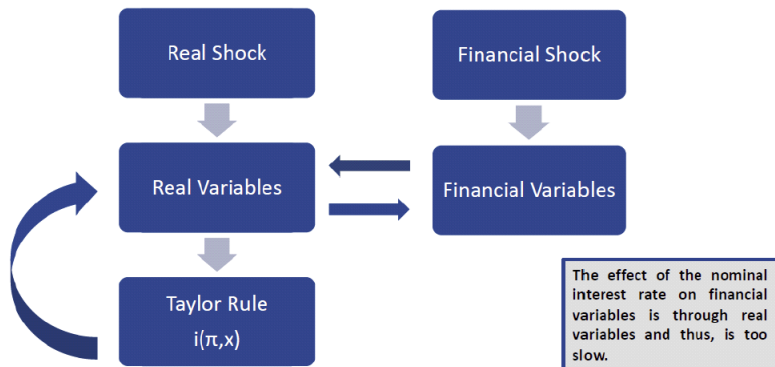 Real Shock
Financial Shock
Real Variables
Financial Variables
Taylor Rule
i(π,x)
The effect of the nominal
interest rate on financial
variables is through real
variables and thus, is too
slow.